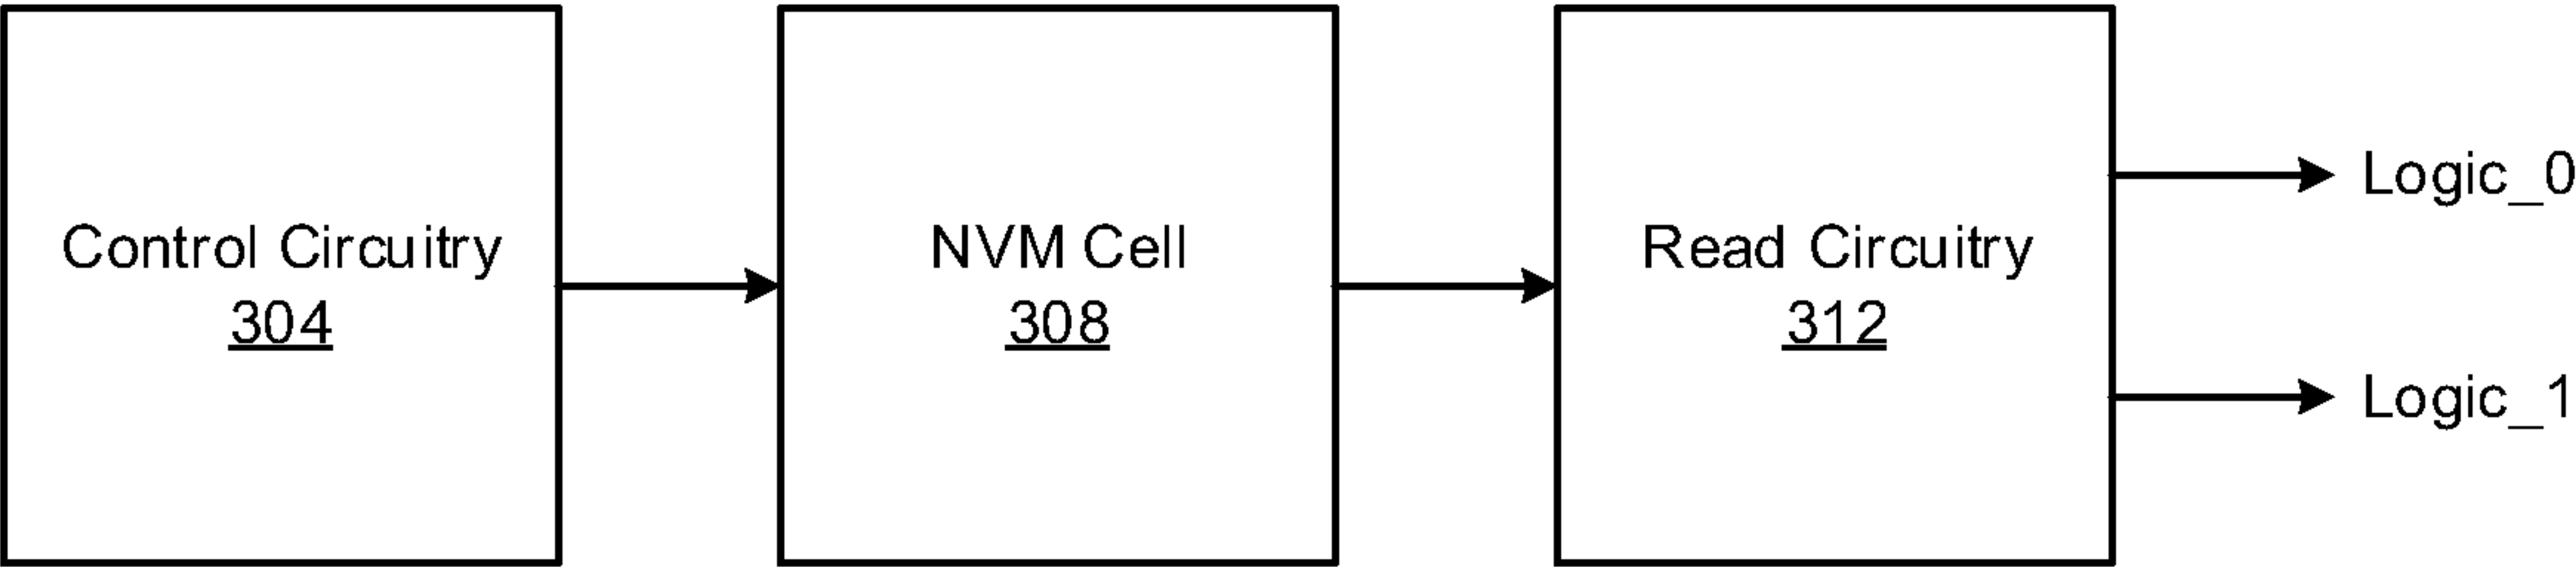 Control Circuitry
304
NVM Cell
308
Read Circuitry
312
Logic_0
Logic_1